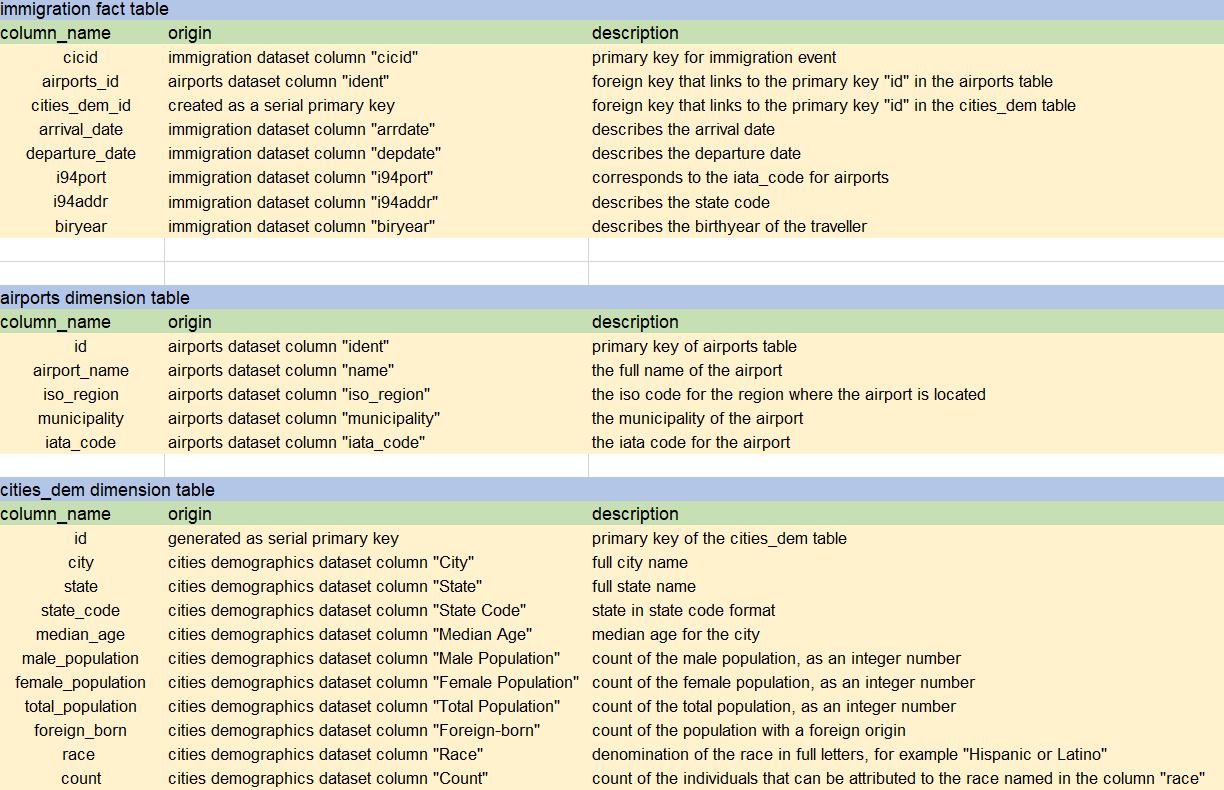 immigration fact table
column_name origin description
cicid immigration dataset column "cicid" primary key for immigration event
airports_id airports dataset column "ident" foreign key that links to the primary key "id" in the airports table
cities_dem_id created as a serial primary key foreign key that links to the primary key "id" in the cities_dem table
arrival_date immigration dataset column "arrdate" describes the arrival date
departure_date immigration dataset column "depdate" describes the departure date
i94port immigration dataset column "i94port" corresponds to the iata_code for airports
i94addr immigration dataset column "i94addr" describes the state code
biryear immigration dataset column "biryear" describes the birthyear of the traveller
airports dimension table
column_name origin description
id airports dataset column "ident" primary key of airports table
airport_name airports dataset column "name" the full name of the airport
iso_region airports dataset column "iso_region" the iso code for the region where the airport is located
municipality airports dataset column "municipality" the municipality of the airport
iata_code airports dataset column "iata_code" the iata code for the airport
cities_dem dimension table
column_name origin description
id generated as serial primary key primary key of the cities_dem table
city cities demographics dataset column "City" full city name
state cities demographics dataset column "State" full state name
state_code cities demographics dataset column "State Code" state in state code format
median_age cities demographics dataset column "Median Age" median age for the city
male_population cities demographics dataset column "Male Population" count of the male population, as an integer number
female_population cities demographics dataset column "Female Population" count of the female population, as an integer number
total_population cities demographics dataset column "Total Population" count of the total population, as an integer number
foreign_born cities demographics dataset column "Foreign-born" count of the population with a foreign origin
race cities demographics dataset column "Race" denomination of the race in full letters, for example "Hispanic or Latino"
count cities demographics dataset column "Count" count of the individuals that can be attributed to the race named in the column "race"